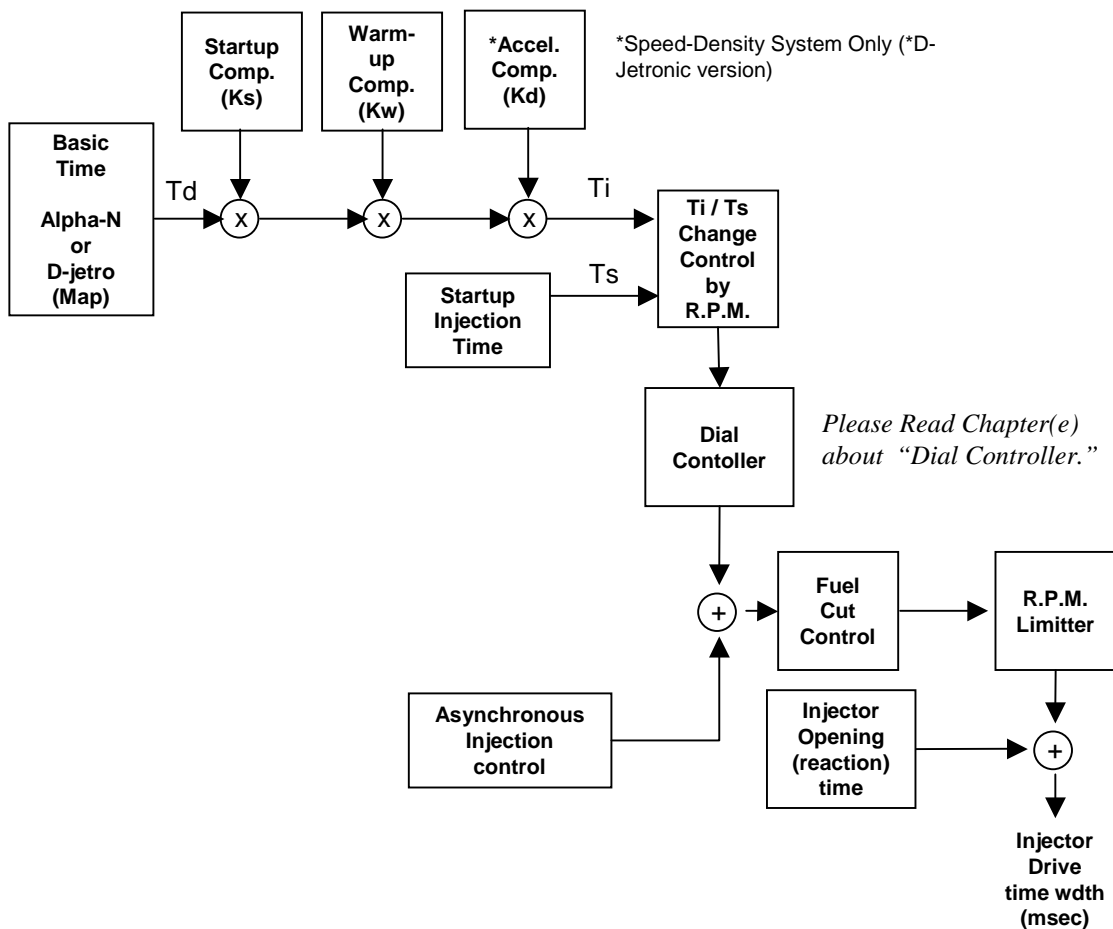 Startup
Comp.
(Ks)
Warm-
up
Comp.
(Kw)
*Accel.
Comp.
(Kd)
*Speed-Density System Only (*D-
Jetronic version)
Basic
Time
Alpha-N
or
D-jetro
(Map)
Td
x
x
x
Ti
Ti / Ts
Change
Control
by
R.P.M.
Ts
Startup
Injection
Time
Dial
Contoller
Please Read Chapter(e)
about “Dial Controller.”
+
Fuel
Cut
Control
R.P.M.
Limitter
Asynchronous
Injection
control
Injector
Opening
(reaction)
time
+
Injector
Drive
time wdth
(msec)